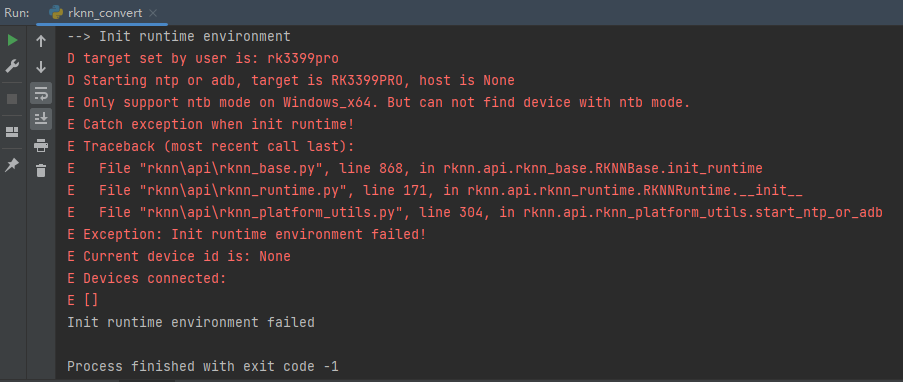 Run: rknn_convert ×
--> Init runtime environment
D target set by user is: rk3399pro
D Starting ntp or adb, target is RK3399PRO, host is None
E Only support ntb mode on Windows_x64. But can not find device with ntb mode.
E Catch exception when init runtime!
E Traceback (most recent call last):
E   File "rknn\api\rknn_base.py", line 868, in rknn.api.rknn_base.RKNNBase.init_runtime
E   File "rknn\api\rknn_runtime.py", line 171, in rknn.api.rknn_runtime.RKNNRuntime.__init__
E   File "rknn\api\rknn_platform_utils.py", line 304, in rknn.api.rknn_platform_utils.start_ntp_or_adb
E Exception: Init runtime environment failed!
E Current device id is: None
E Devices connected:
E []
Init runtime environment failed
Process finished with exit code -1